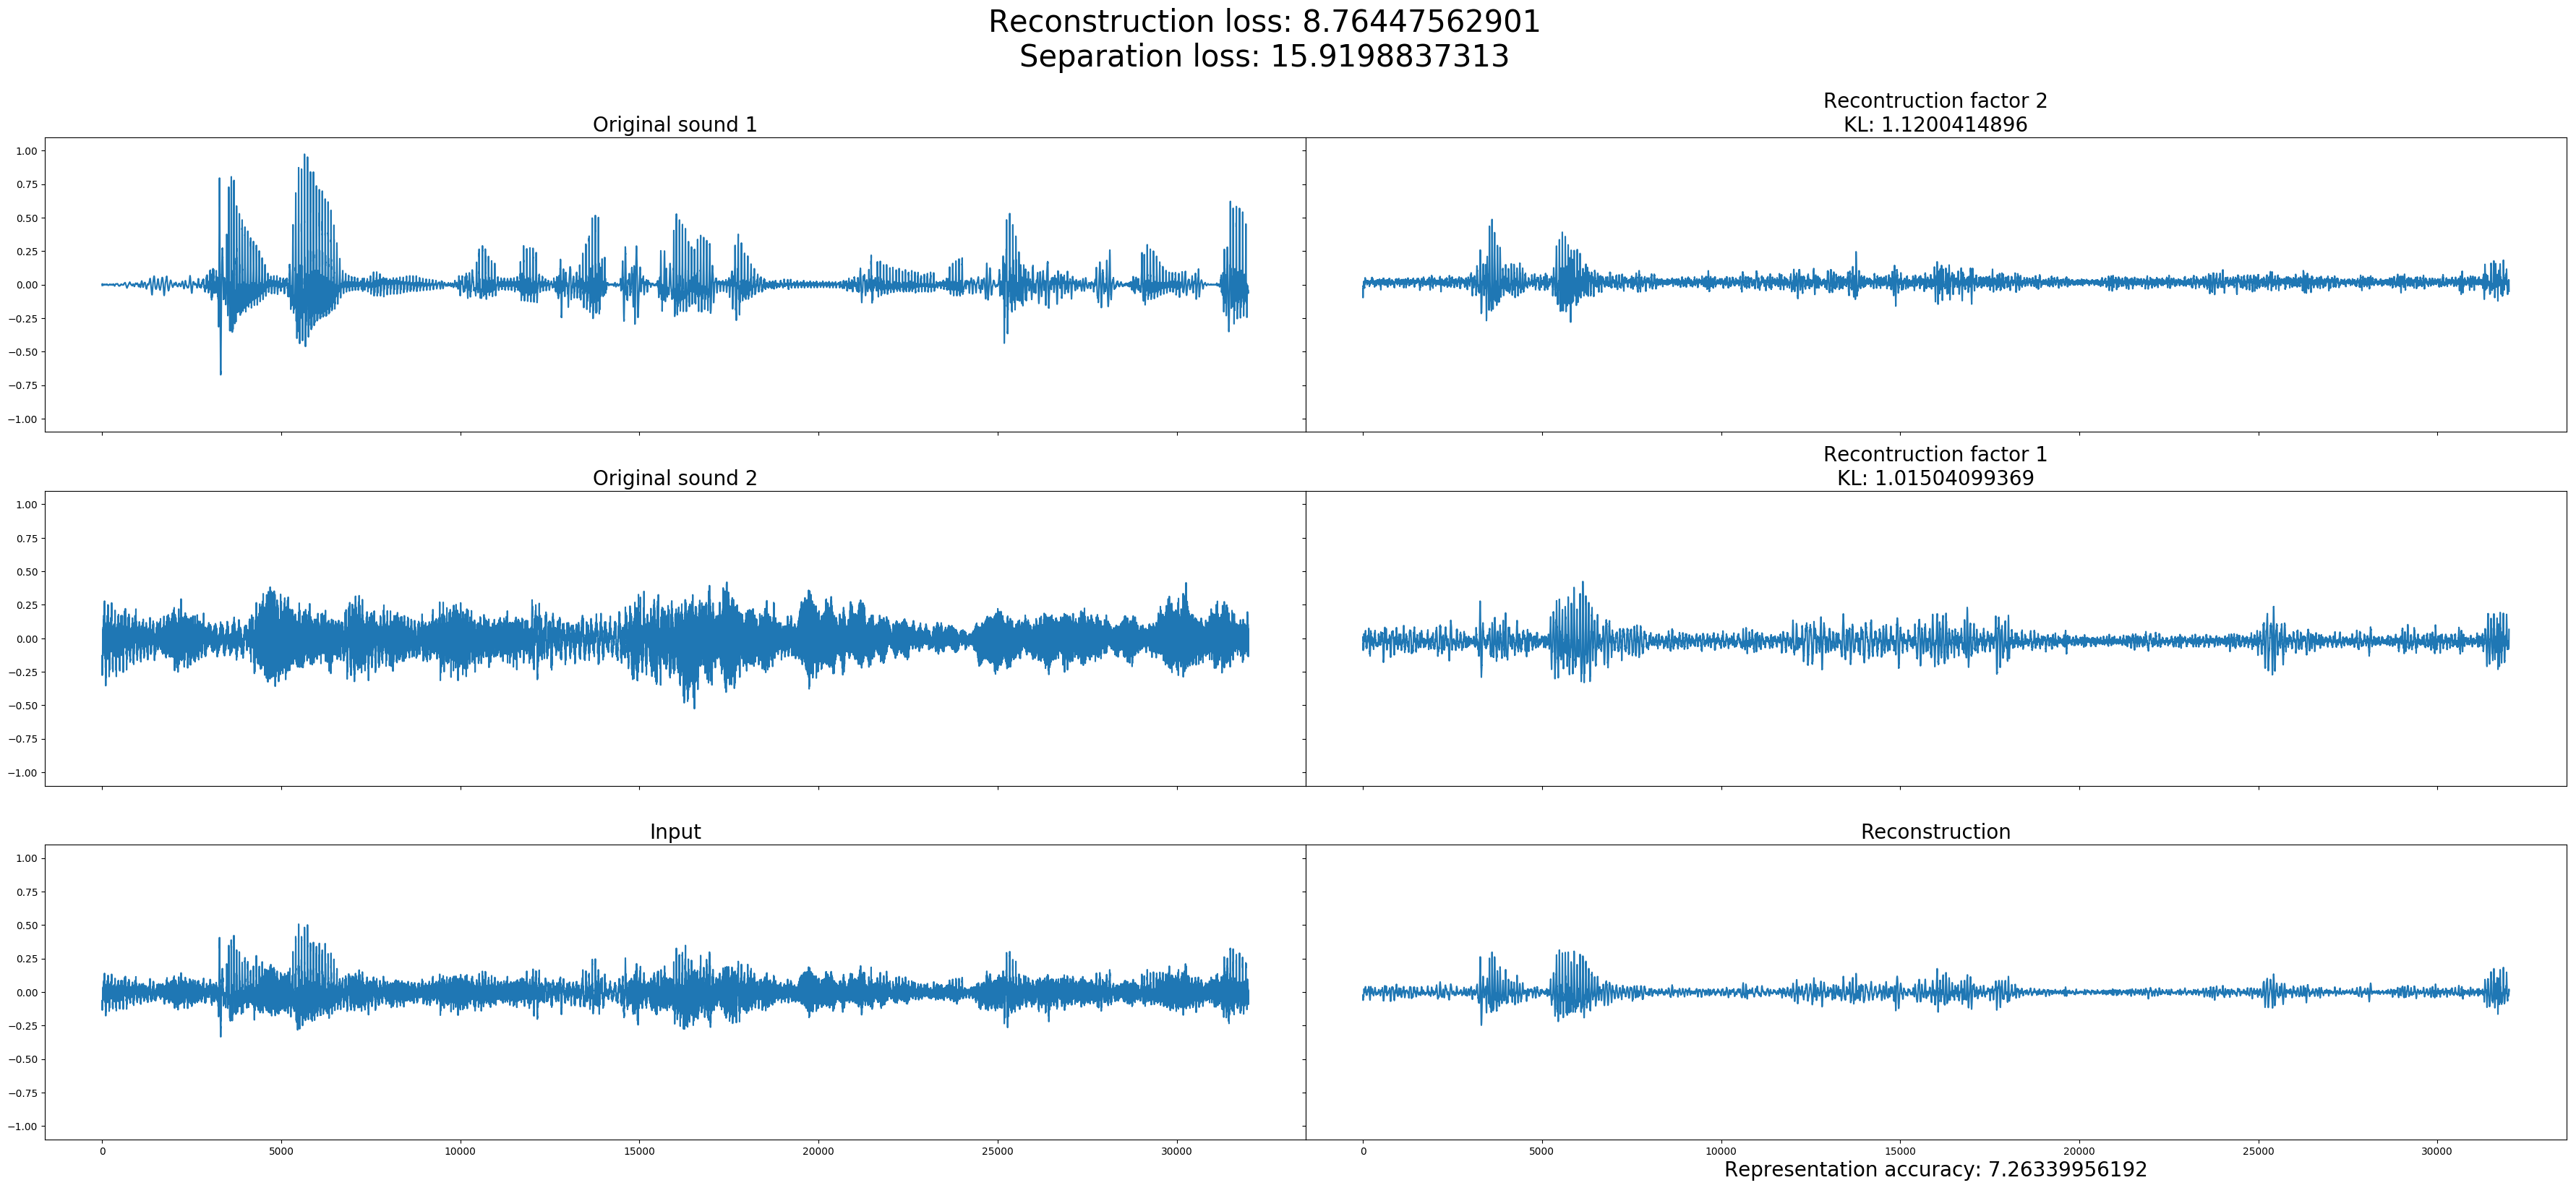 Reconstruction loss: 8.76447562901
Separation loss: 15.9198837313
Original sound 1
Recontruction factor 2
KL: 1.1200414896
1.00
0.75
0.50
0.25
0.00
−0.25
−0.50
−0.75
−1.00
Original sound 2
Recontruction factor 1
KL: 1.01504099369
1.00
0.75
0.50
0.25
0.00
−0.25
−0.50
−0.75
−1.00
Input
Reconstruction
1.00
0.75
0.50
0.25
0.00
−0.25
−0.50
−0.75
−1.00
0 5000 10000 15000 20000 25000 30000
0 5000 10000 15000 20000 25000 30000
Representation accuracy: 7.26339956192